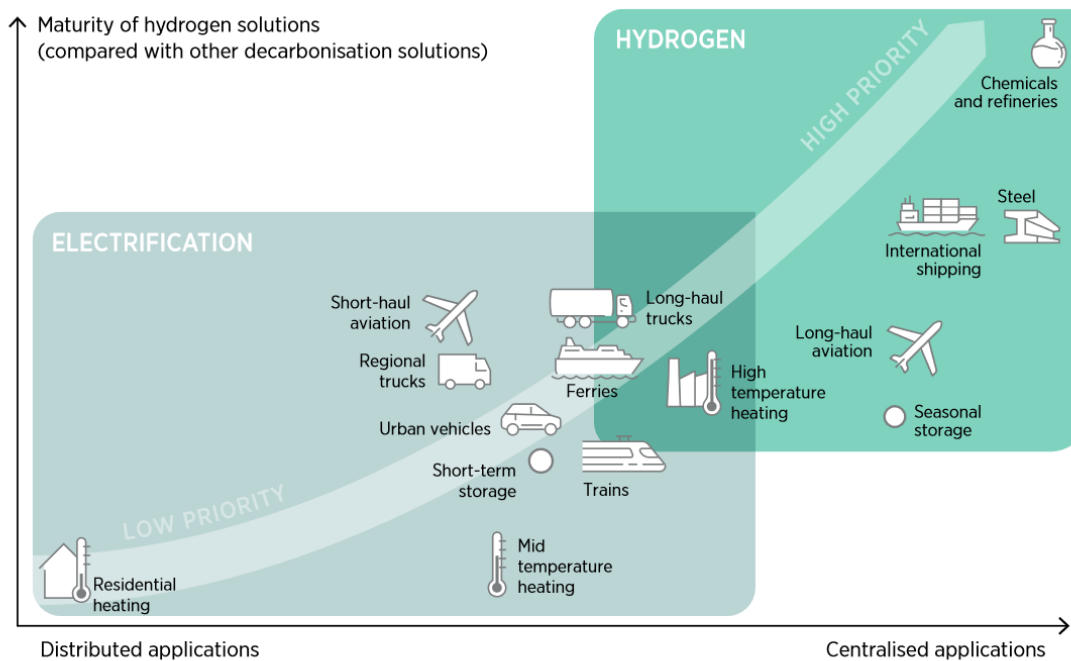 Maturity of hydrogen solutions
(compared with other decarbonisation solutions)
HYDROGEN
HIGH PRIORITY
Chemicals
and refineries
Steel
International
shipping
ELECTRIFICATION
Short-haul
aviation
Long-haul
trucks
Long-haul
aviation
Regional
trucks
Ferries
High
temperature
heating
Urban vehicles
Seasonal
storage
Short-term
storage
Trains
LOW PRIORITY
Mid
temperature
heating
Residential
heating
Distributed applications
Centralised applications